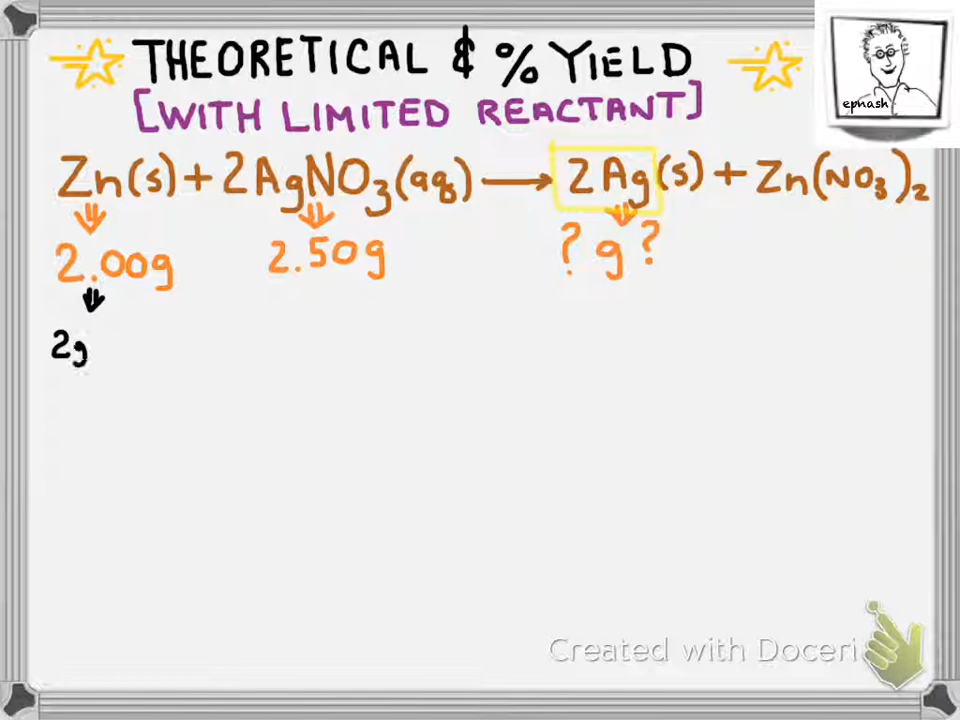 THEORETICAL & % YIELD
epnash
[WITH LIMITED REACTANT]
Zn(s) + 2AgNO₃(aq) → 2Ag(s) + Zn(NO₃)₂
2.00g 2.50g ? g ?
2g
Created with Doceri